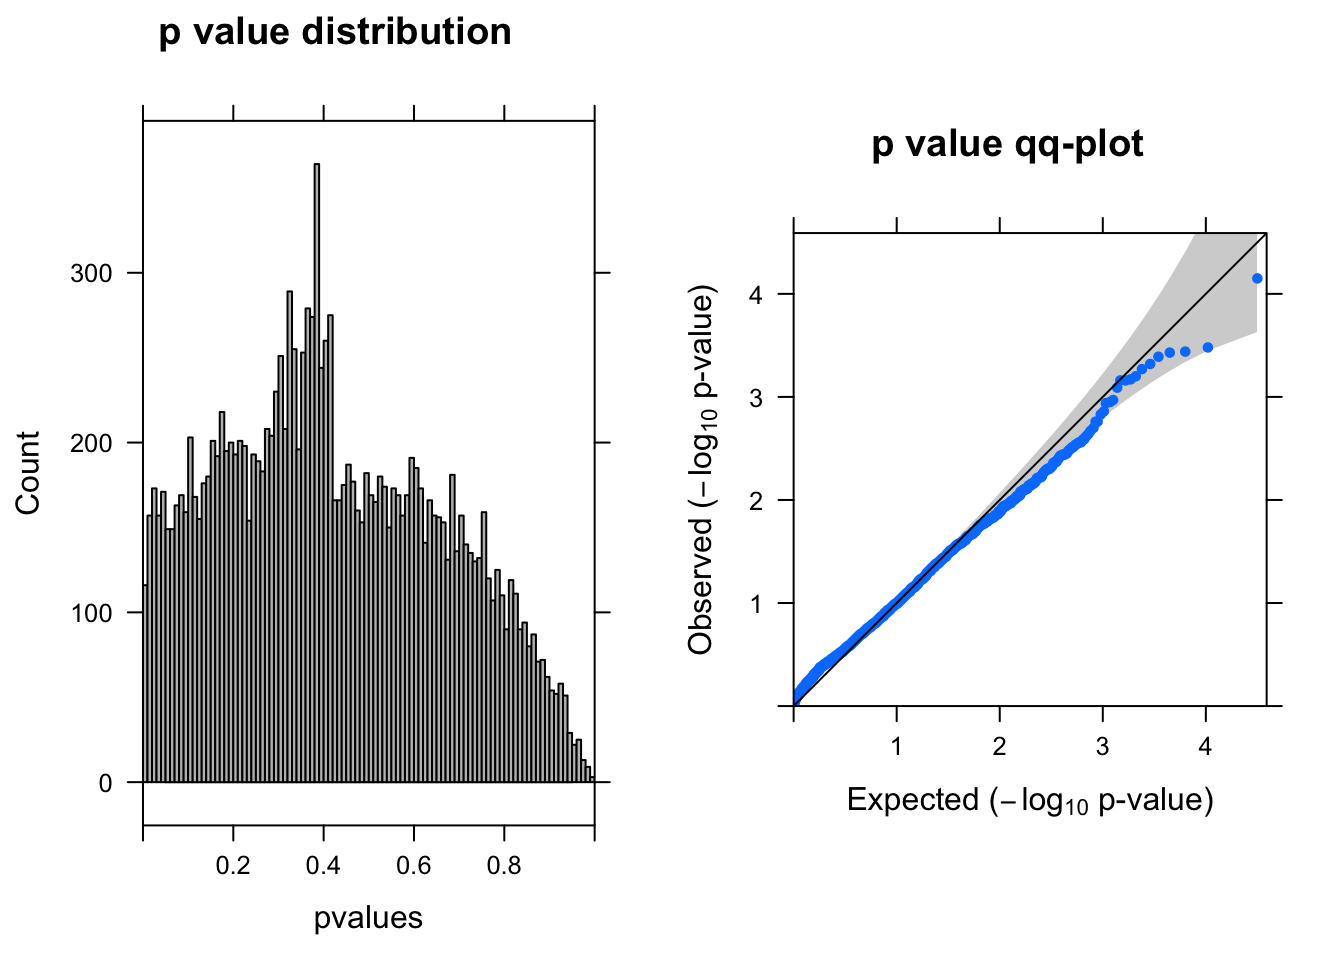 p value distribution
Count
300
200
100
0
0.2 0.4 0.6 0.8
pvalues
p value qq-plot
Observed (−log10 p-value)
4
3
2
1
1 2 3 4
Expected (−log10 p-value)